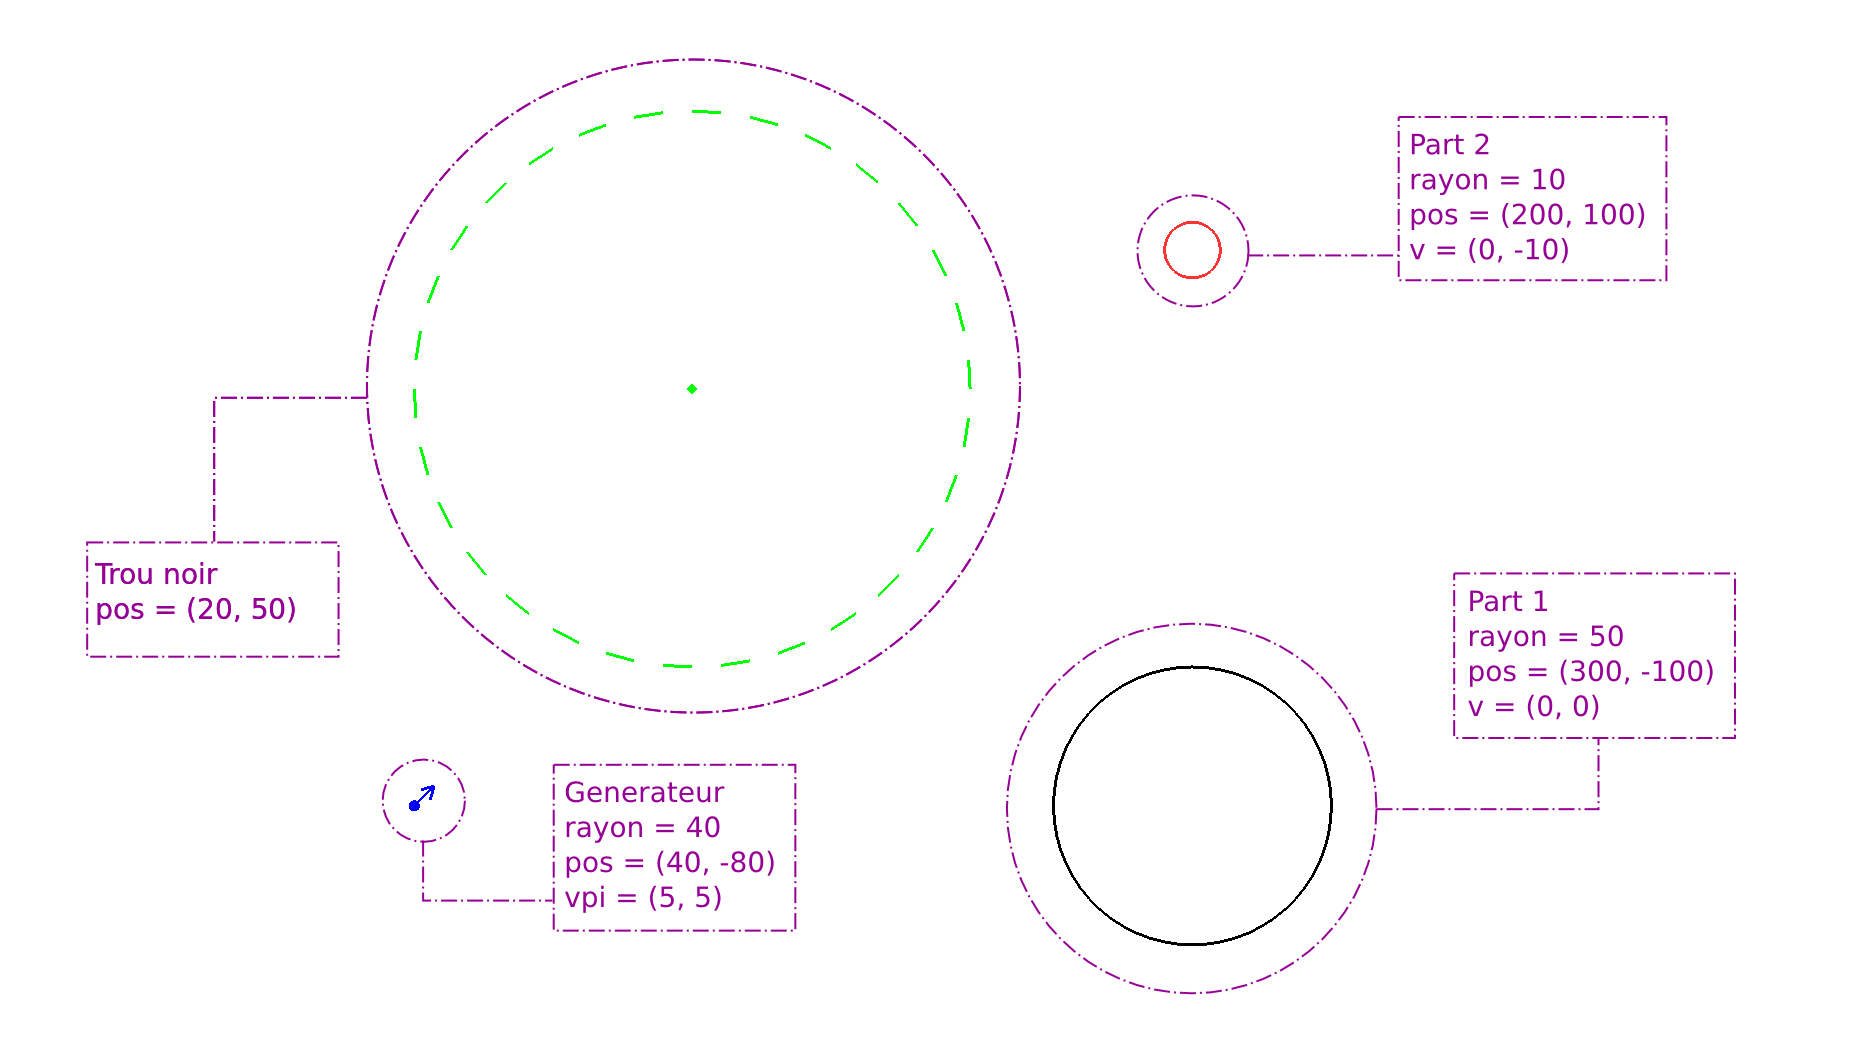 Part 2
rayon = 10
pos = (200, 100)
v = (0, -10)
Trou noir
pos = (20, 50)
Part 1
rayon = 50
pos = (300, -100)
v = (0, 0)
Generateur
rayon = 40
pos = (40, -80)
vpi = (5, 5)